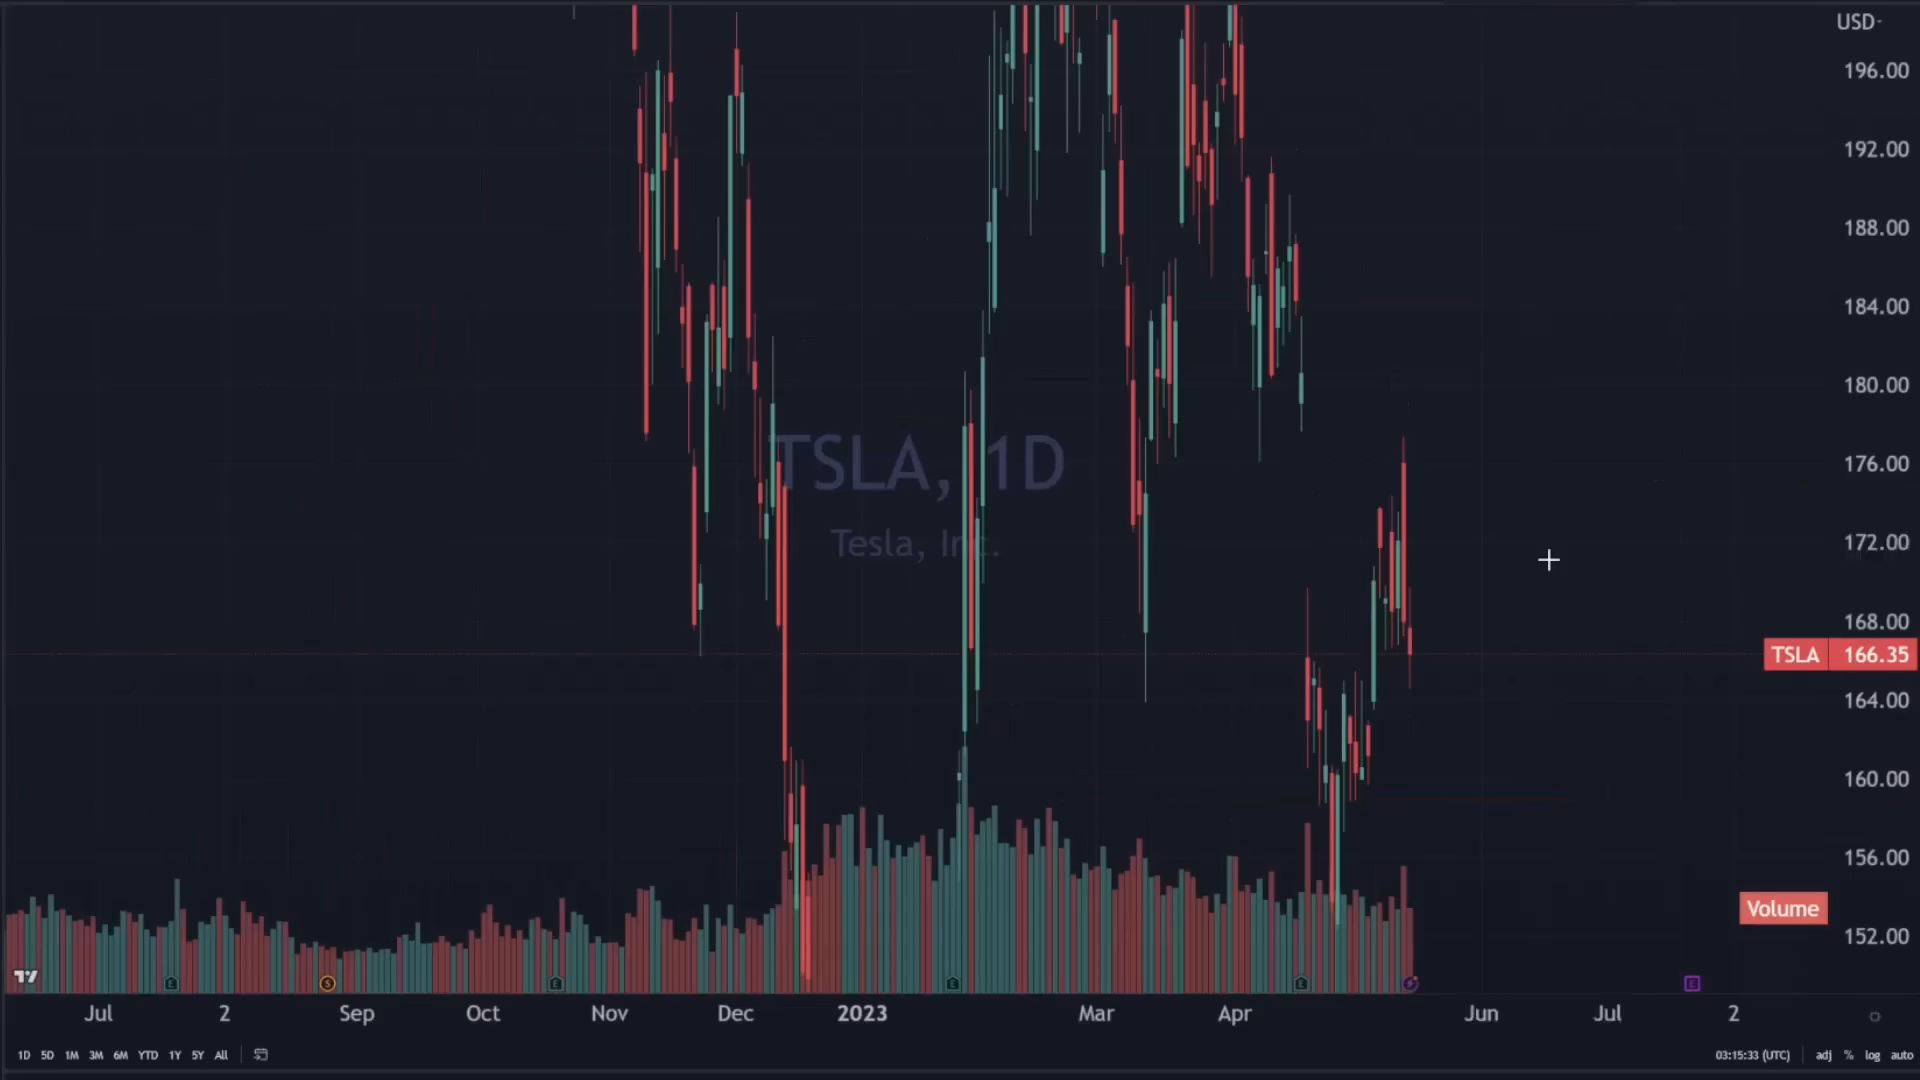 USD
196.00
192.00
188.00
184.00
180.00
176.00
172.00
168.00
TSLA 166.35
164.00
160.00
156.00
Volume
152.00
TSLA, 1D
Tesla, Inc.
E
S
E
E
E
E
Jul 2 Sep Oct Nov Dec 2023 Mar Apr Jun Jul 2
1D 5D 1M 3M 6M YTD 1Y 5Y All
03:15:33 (UTC) adj % log auto